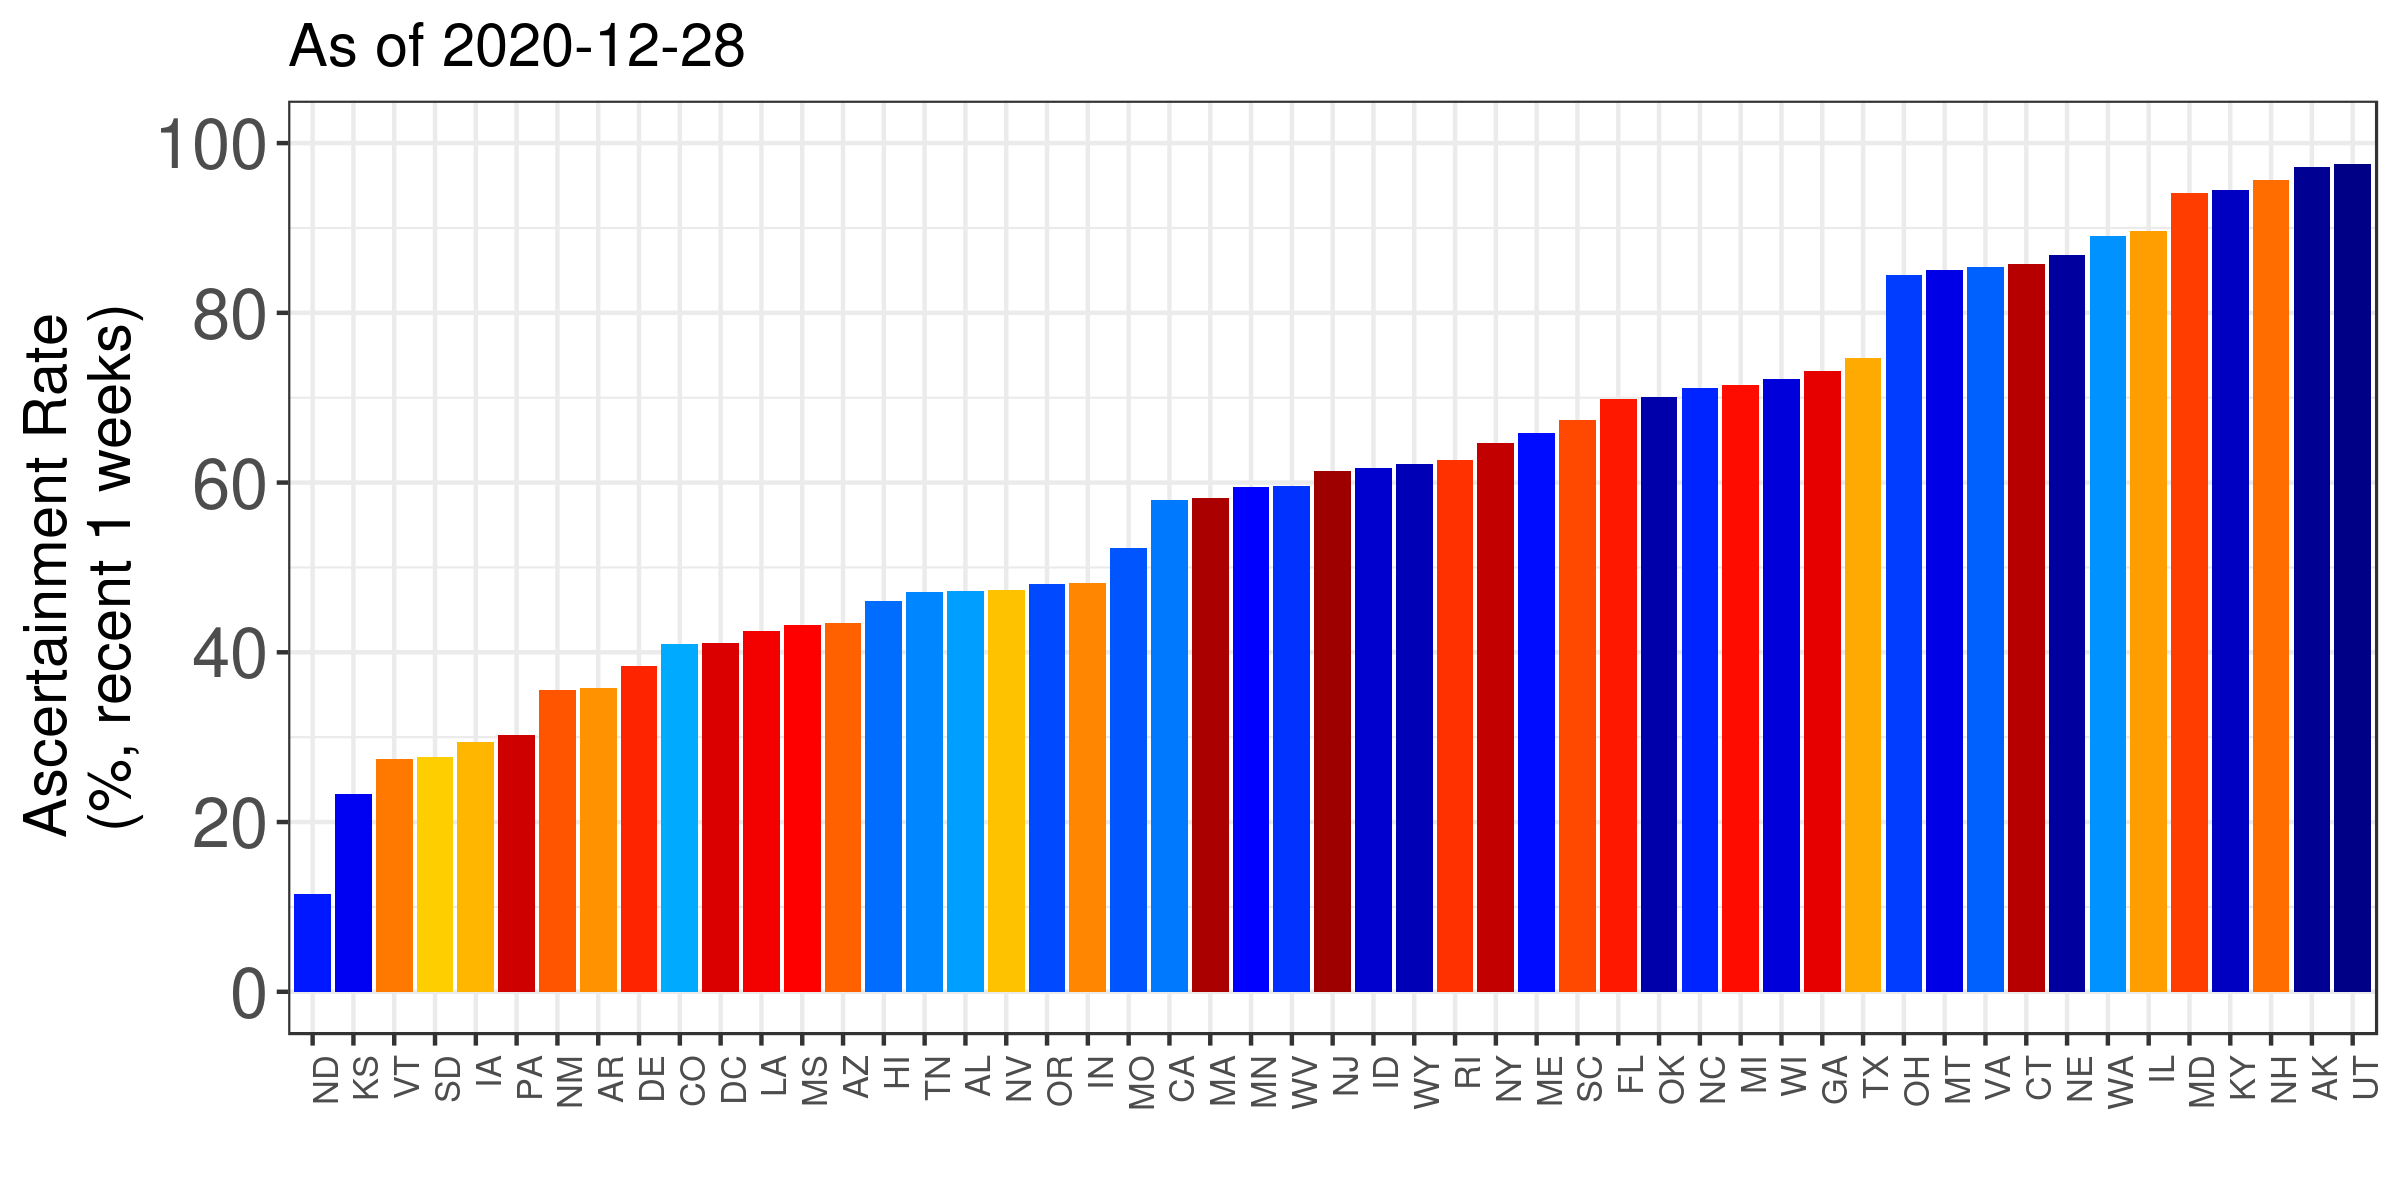 As of 2020-12-28
Ascertainment Rate
(%, recent 1 weeks)
100
80
60
40
20
0
ND KS VT SD IA PA NM AR DE CO DC LA MS AZ HI TN AL NV OR IN MO CA MA MN WV NJ ID WY RI NY ME SC FL OK NC MI WI GA TX OH MT VA CT NE WA IL MD KY NH AK UT